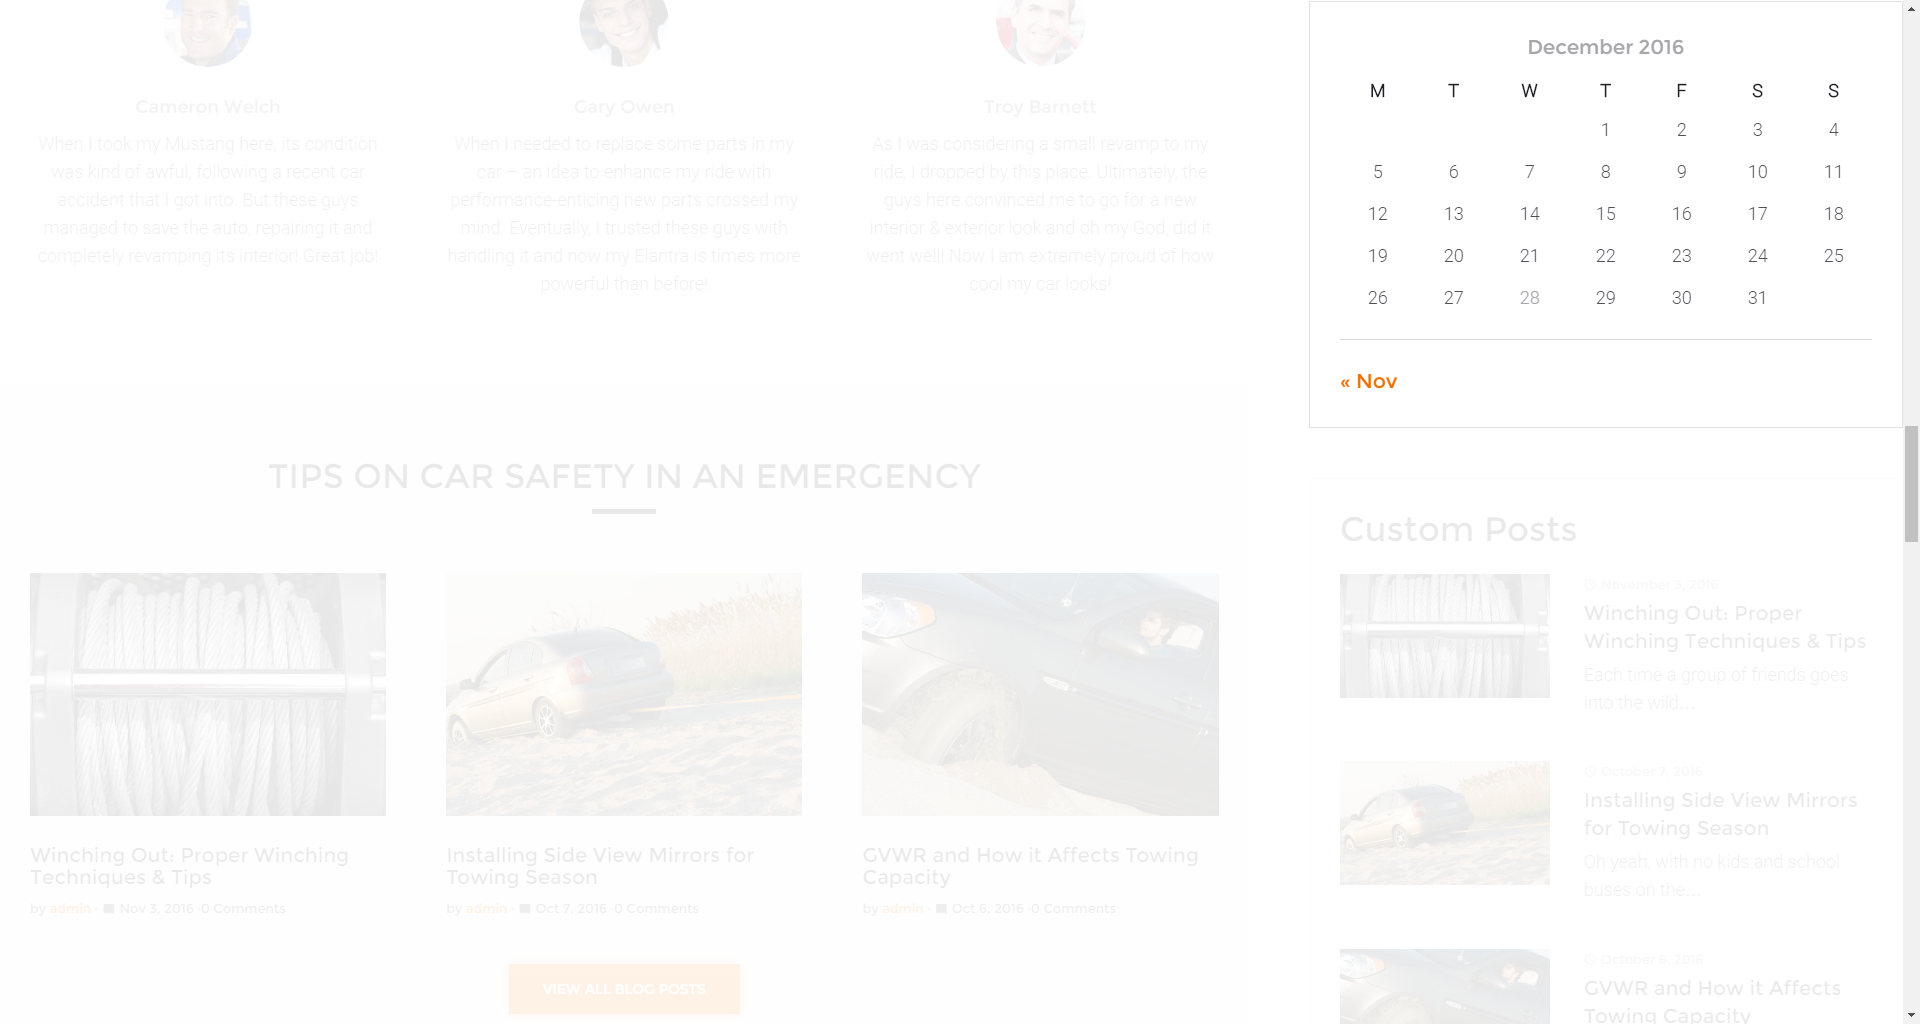 Cameron Welch
When I took my Mustang here, its condition
was kind of awful, following a recent car
accident that I got into. But these guys
managed to save the auto, repairing it and
completely revamping its interior! Great job!
Gary Owen
When I needed to replace some parts in my
car – an idea to enhance my ride with
performance-enticing new parts crossed my
mind. Eventually, I trusted these guys with
handling it and now my Elantra is times more
powerful than before!
Troy Barnett
As I was considering a small revamp to my
ride, I dropped by this place. Ultimately, the
guys here convinced me to go for a new
interior & exterior look and oh my God, did it
went well! Now I am extremely proud of how
cool my car looks!
TIPS ON CAR SAFETY IN AN EMERGENCY
Winching Out: Proper Winching
Techniques & Tips
by admin · Nov 3, 2016 ·0 Comments
Installing Side View Mirrors for
Towing Season
by admin · Oct 7, 2016 ·0 Comments
GVWR and How it Affects Towing
Capacity
by admin · Oct 6, 2016 ·0 Comments
VIEW ALL BLOG POSTS
December 2016
M T W T F S S
1 2 3 4
5 6 7 8 9 10 11
12 13 14 15 16 17 18
19 20 21 22 23 24 25
26 27 28 29 30 31
« Nov
Custom Posts
November 3, 2016
Winching Out: Proper
Winching Techniques & Tips
Each time a group of friends goes
into the wild…
October 7, 2016
Installing Side View Mirrors
for Towing Season
Oh yeah, with no kids and school
buses on the…
October 6, 2016
GVWR and How it Affects
Towing Capacity